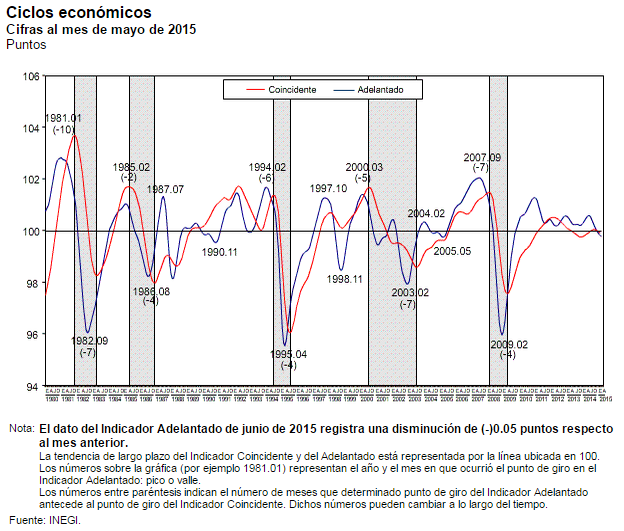 Ciclos económicos
Cifras al mes de mayo de 2015
Puntos
106
104
102
100
98
96
94
Coincidente
Adelantado
1981.01
(-10)
1982.09
(-7)
1985.02
(-2)
1986.08
(-4)
1987.07
1990.11
1994.02
(-6)
1995.04
(-4)
1997.10
1998.11
2000.03
(-5)
2003.02
(-7)
2004.02
2005.05
2007.09
(-7)
2009.02
(-4)
1980 1981 1982 1983 1984 1985 1986 1987 1988 1989 1990 1991 1992 1993 1994 1995 1996 1997 1998 1999 2000 2001 2002 2003 2004 2005 2006 2007 2008 2009 2010 2011 2012 2013 2014 2015
Nota: El dato del Indicador Adelantado de junio de 2015 registra una disminución de (-)0.05 puntos respecto
al mes anterior.
La tendencia de largo plazo del Indicador Coincidente y del Adelantado está representada por la línea ubicada en 100.
Los números sobre la gráfica (por ejemplo 1981.01) representan el año y el mes en que ocurrió el punto de giro en el
Indicador Adelantado: pico o valle.
Los números entre paréntesis indican el número de meses que determinado punto de giro del Indicador Adelantado
antecede al punto de giro del Indicador Coincidente. Dichos números pueden cambiar a lo largo del tiempo.
Fuente: INEGI.